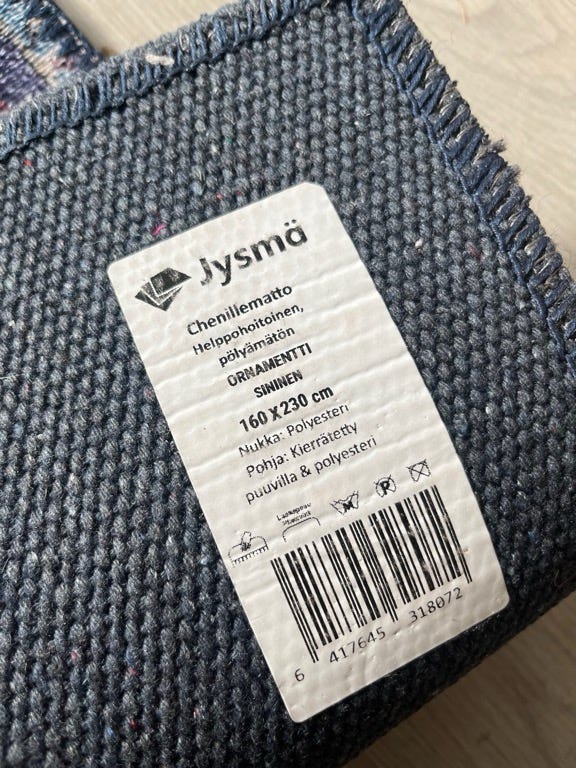 Jysmä
Chenillematto
Helppohoitoinen,
pölyämätön
ORNAMENTTI
SININEN
160 X 230 cm
Nukka: Polyesteri
Pohja: Kierrätetty
puuvilla & polyesteri
P
6 417645 318072